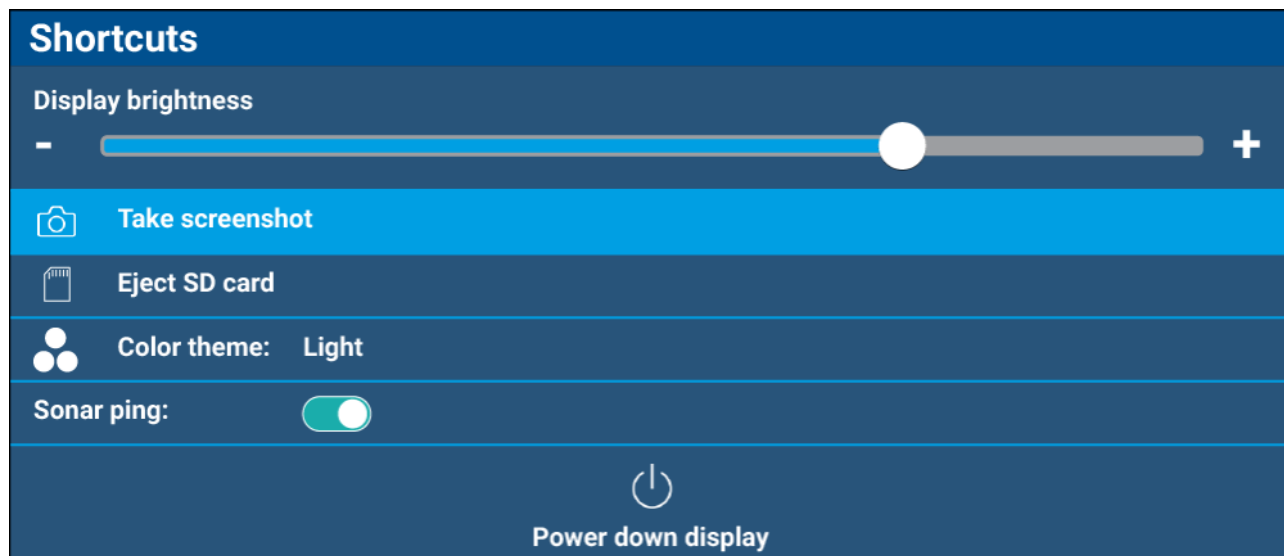 Shortcuts
Display brightness
- +
Take screenshot
Eject SD card
Color theme: Light
Sonar ping:
Power down display